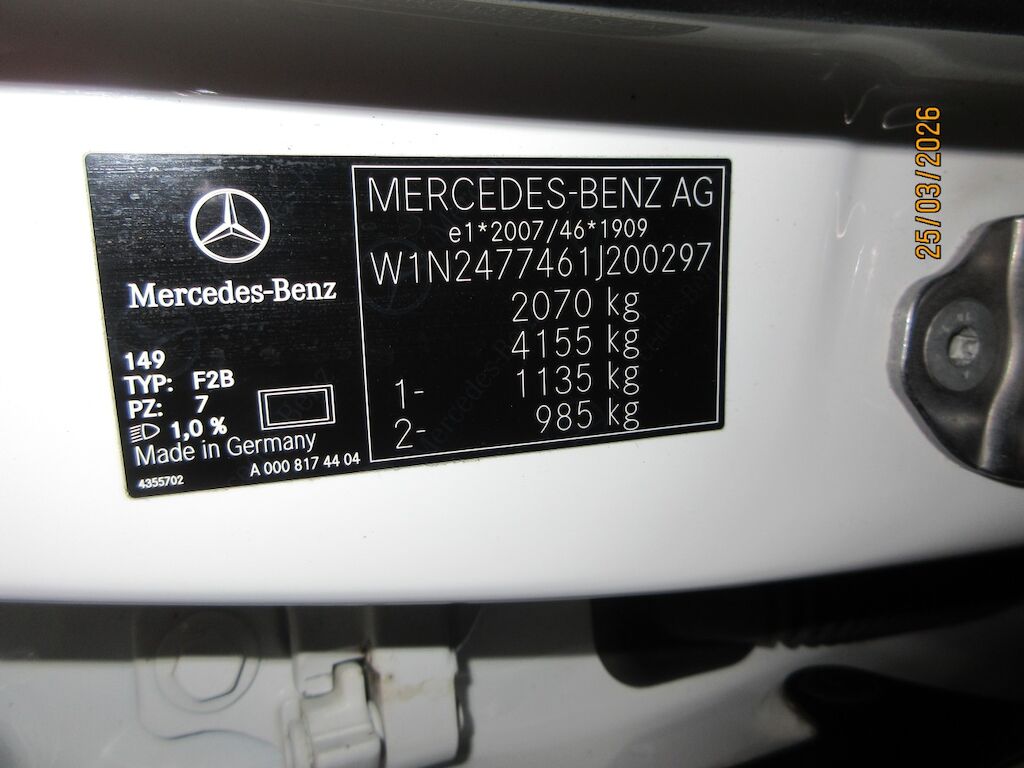 Mercedes-Benz
149
TYP: F2B
PZ: 7
1,0 %
Made in Germany
A 000 817 44 04
4355702
MERCEDES-BENZ AG
e1*2007/46*1909
W1N2477461J200297
2070 kg
4155 kg
1- 1135 kg
2- 985 kg
25/03/2026